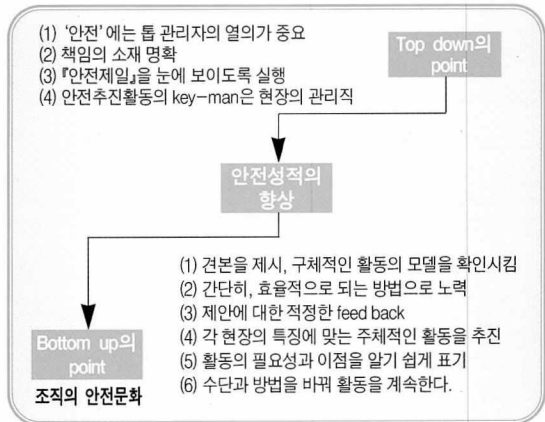 (1) ‘안전’에는 톱 관리자의 열의가 중요
(2) 책임의 소재 명확
(3) 『안전제일』을 눈에 보이도록 실행
(4) 안전추진활동의 key-man은 현장의 관리직
Top down의
point
안전성적의
향상
(1) 견본을 제시, 구체적인 활동의 모델을 확인시킴
(2) 간단히, 효율적으로 되는 방법으로 노력
(3) 제안에 대한 적정한 feed back
(4) 각 현장의 특징에 맞는 주체적인 활동을 추진
(5) 활동의 필요성과 이점을 알기 쉽게 표기
(6) 수단과 방법을 바꿔 활동을 계속한다.
Bottom up의
point
조직의 안전문화